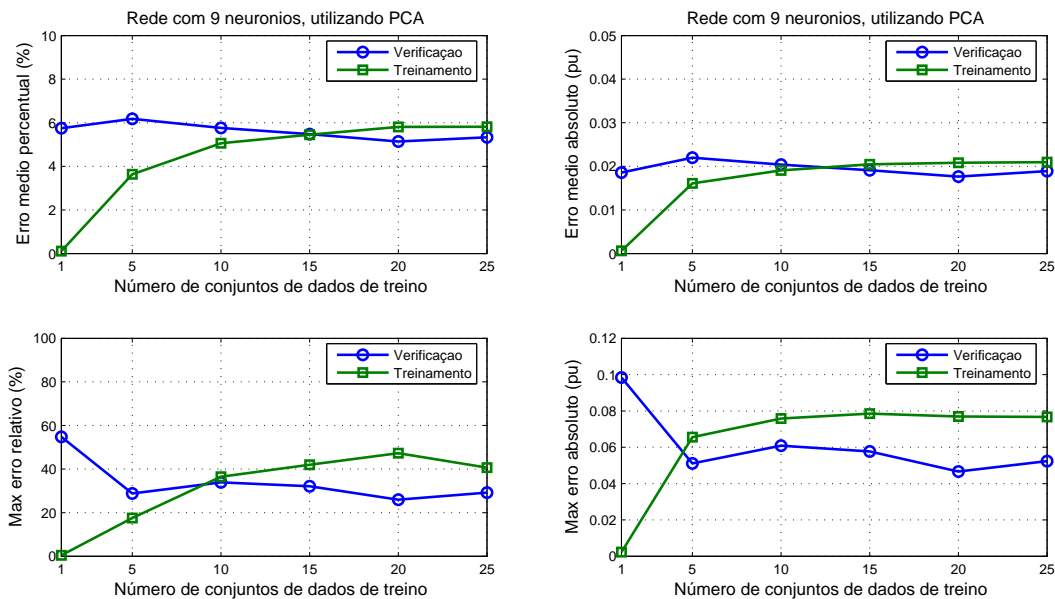 Rede com 9 neuronios, utilizando PCA
Erro medio percentual (%)
10
8
6
4
2
0
1 5 10 15 20 25
Número de conjuntos de dados de treino
Verificaçao
Treinamento
Rede com 9 neuronios, utilizando PCA
Erro medio absoluto (pu)
0.05
0.04
0.03
0.02
0.01
0
1 5 10 15 20 25
Número de conjuntos de dados de treino
Verificaçao
Treinamento
Max erro relativo (%)
100
80
60
40
20
0
1 5 10 15 20 25
Número de conjuntos de dados de treino
Verificaçao
Treinamento
Max erro absoluto (pu)
0.12
0.1
0.08
0.06
0.04
0.02
0
1 5 10 15 20 25
Número de conjuntos de dados de treino
Verificaçao
Treinamento